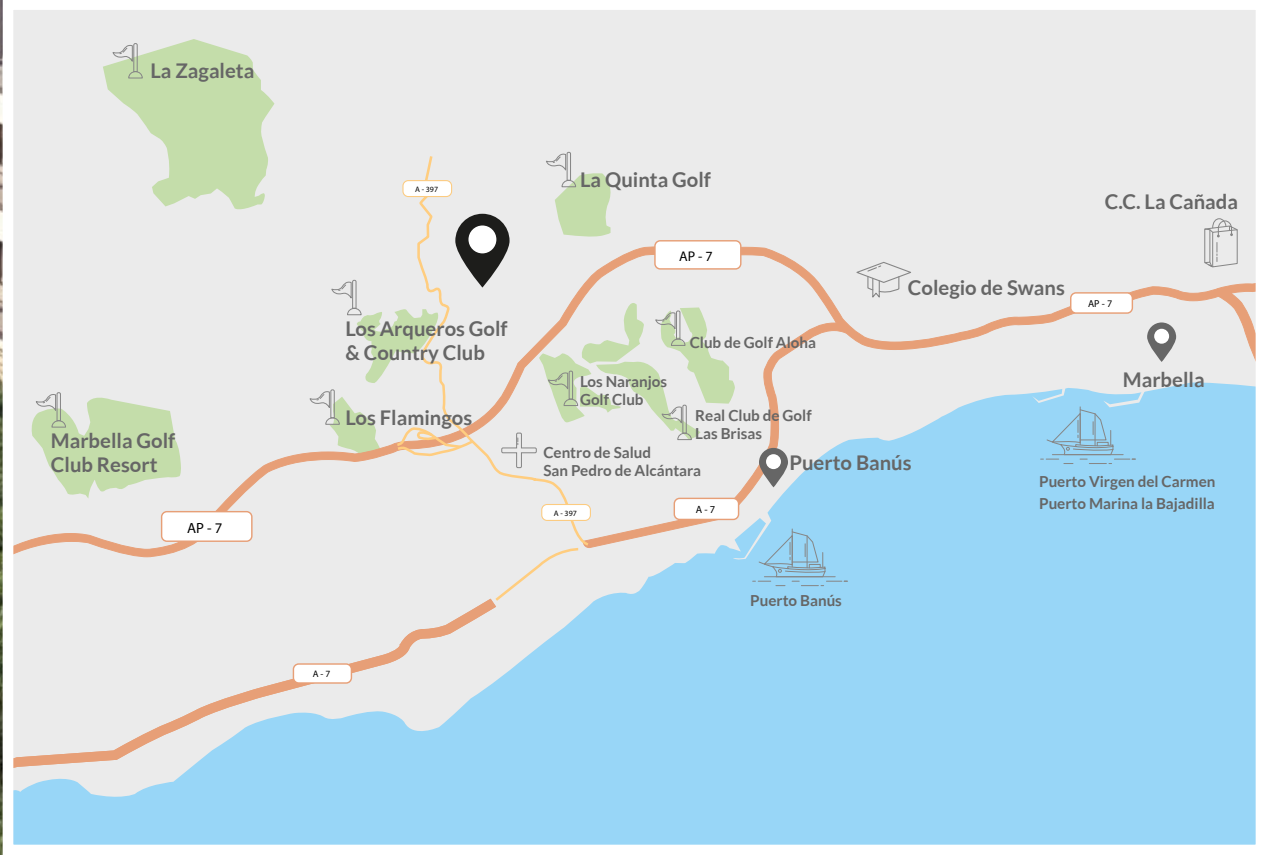 La Zagaleta
A - 397
La Quinta Golf
C.C. La Cañada
AP - 7
Colegio de Swans
AP - 7
Los Arqueros Golf
& Country Club
Club de Golf Aloha
Marbella
Los Naranjos
Golf Club
Los Flamingos
Real Club de Golf
Las Brisas
Marbella Golf
Club Resort
Centro de Salud
San Pedro de Alcántara
Puerto Banús
Puerto Virgen del Carmen
Puerto Marina la Bajadilla
A - 7
A - 397
AP - 7
Puerto Banús
A - 7